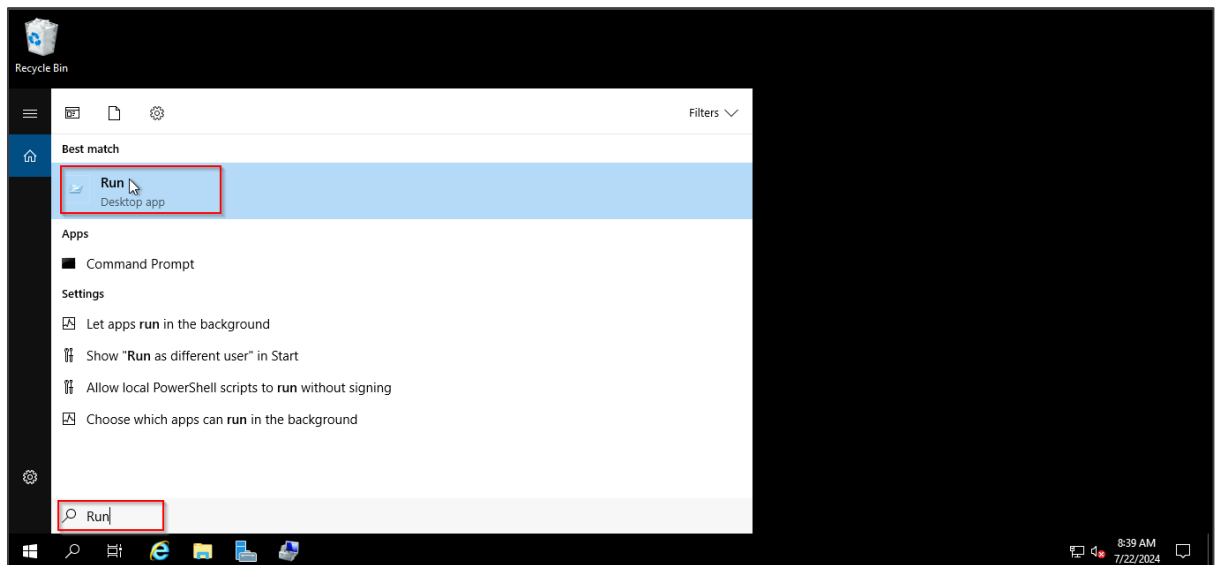 Recycle Bin
Filters
Best match
Run
Desktop app
Apps
Command Prompt
Settings
Let apps run in the background
Show "Run as different user" in Start
Allow local PowerShell scripts to run without signing
Choose which apps can run in the background
Run
8:39 AM
7/22/2024